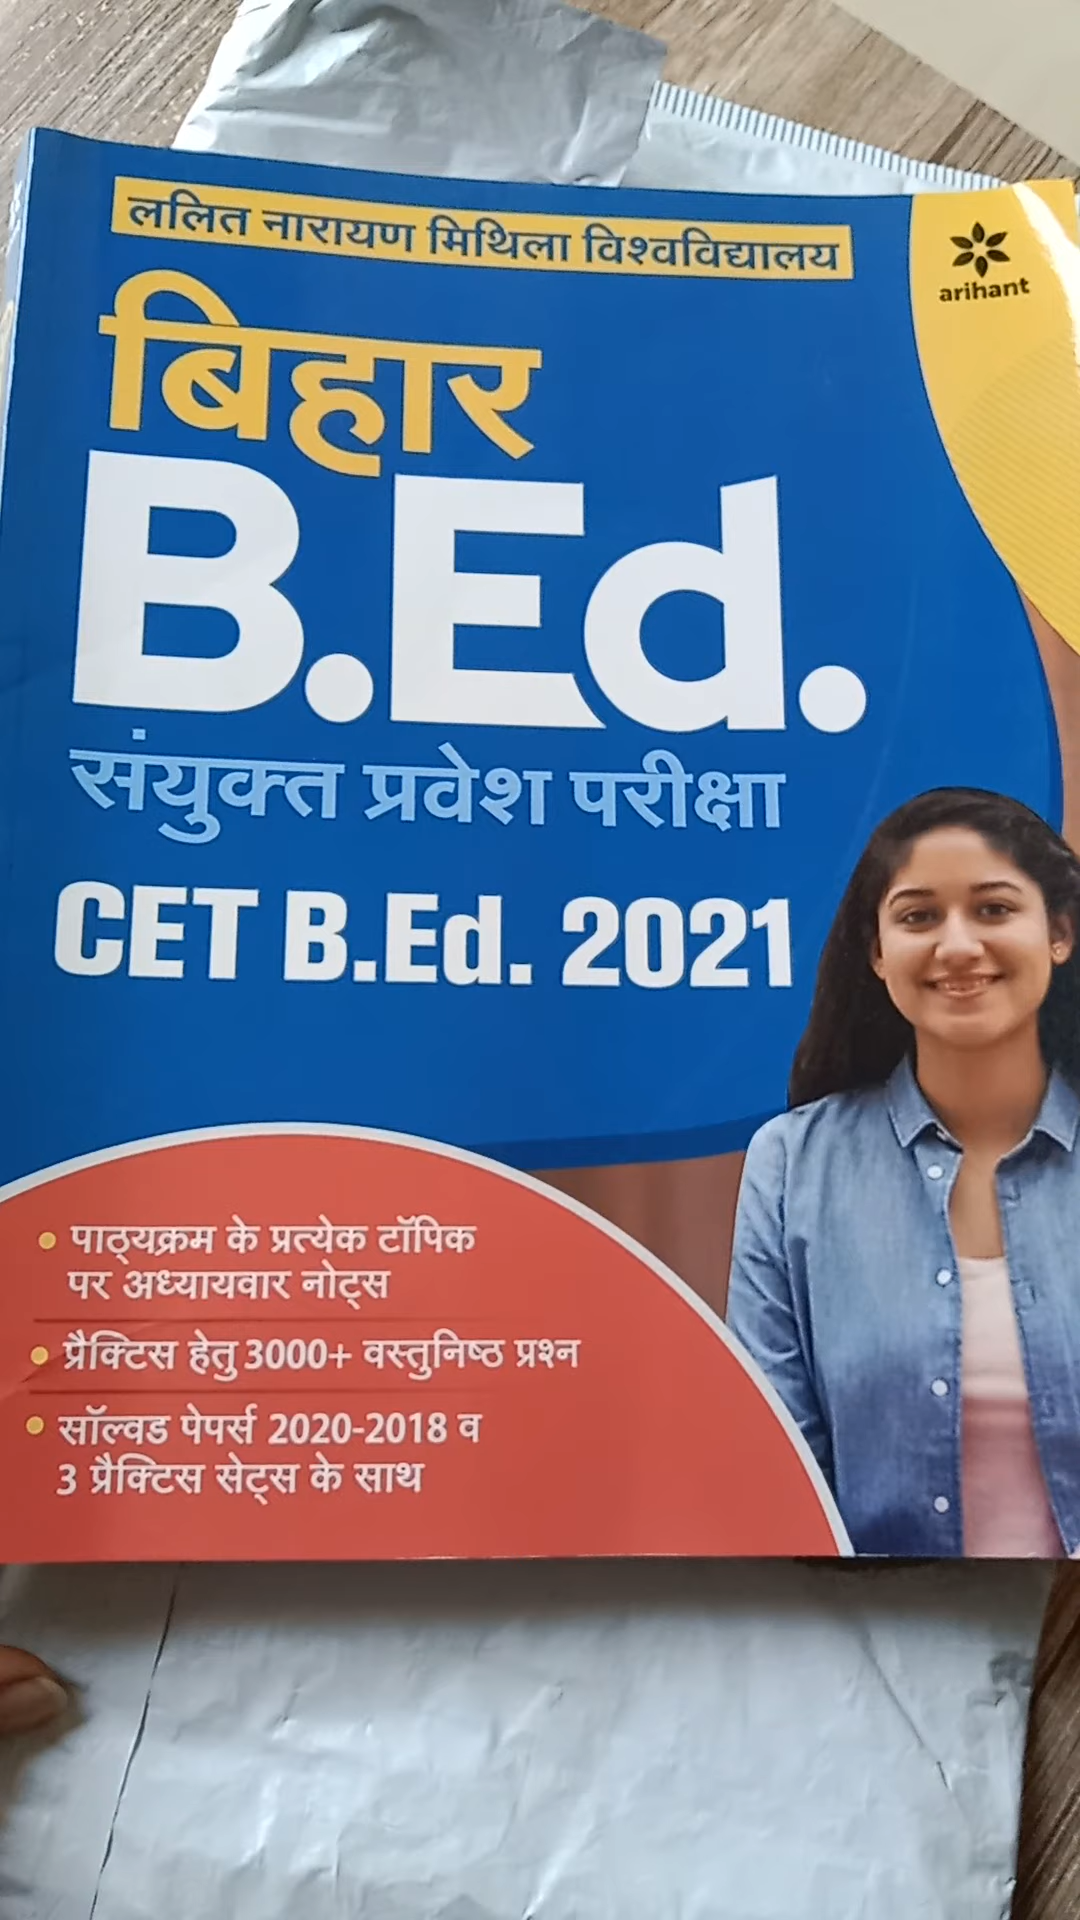 ललित नारायण मिथिला विश्वविद्यालय
arihant
बिहार
B.Ed.
संयुक्त प्रवेश परीक्षा
CET B.Ed. 2021
• पाठ्यक्रम के प्रत्येक टॉपिक
पर अध्यायवार नोट्स
• प्रैक्टिस हेतु 3000+ वस्तुनिष्ठ प्रश्न
• सॉल्वड पेपर्स 2020-2018 व
3 प्रैक्टिस सेट्स के साथ